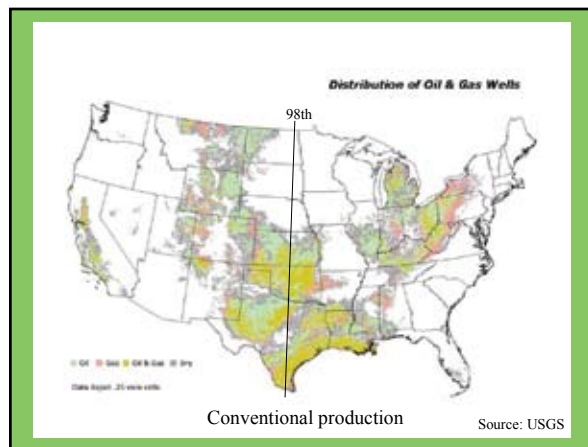 Distribution of Oil & Gas Wells
98th
Oil Gas Oil & Gas Dry
Conventional production
Source: USGS